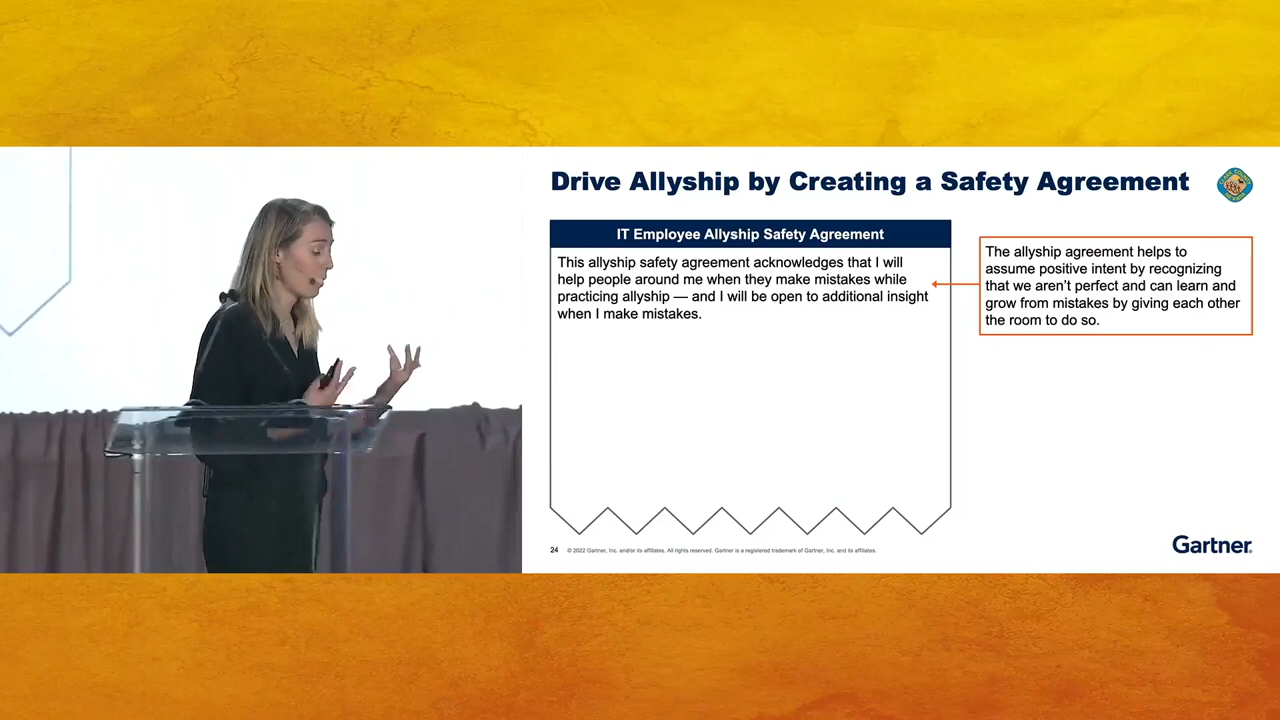 Drive Allyship by Creating a Safety Agreement
CLARK COUNTY
NEVADA
IT Employee Allyship Safety Agreement
This allyship safety agreement acknowledges that I will
help people around me when they make mistakes while
practicing allyship — and I will be open to additional insight
when I make mistakes.
The allyship agreement helps to
assume positive intent by recognizing
that we aren’t perfect and can learn and
grow from mistakes by giving each other
the room to do so.
24 © 2022 Gartner, Inc. and/or its affiliates. All rights reserved. Gartner is a registered trademark of Gartner, Inc. and its affiliates.
Gartner®